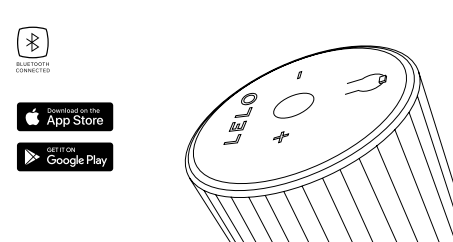 BLUETOOTH
CONNECTED
Download on the
App Store
GET IT ON
Google Play
LELO